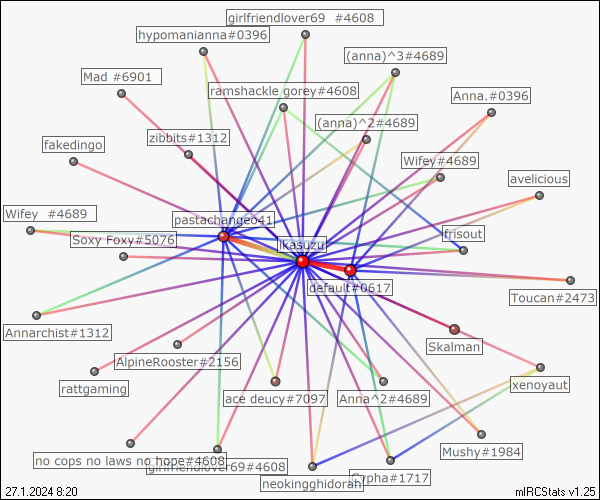 girlfriendlover69 #4608
hypomanianna#0396
(anna)^3#4689
Mad #6901
ramshackle gorey#4608
Anna.#0396
(anna)^2#4689
zibbits#1312
fakedingo
Wifey#4689
avelicious
Wifey #4689
pastachangeo41
frisout
Soxy Foxy#5076
ikasuzu
default#0617
Toucan#2473
Annarchist#1312
Skalman
AlpineRooster#2156
xenoyaut
rattgaming
ace deucy#7097
Anna^2#4689
Mushy#1984
no cops no laws no hope#4608
girlfriendlover69#4608
neokingghidorah
Cypha#1717
27.1.2024 8:20
mIRCStats v1.25